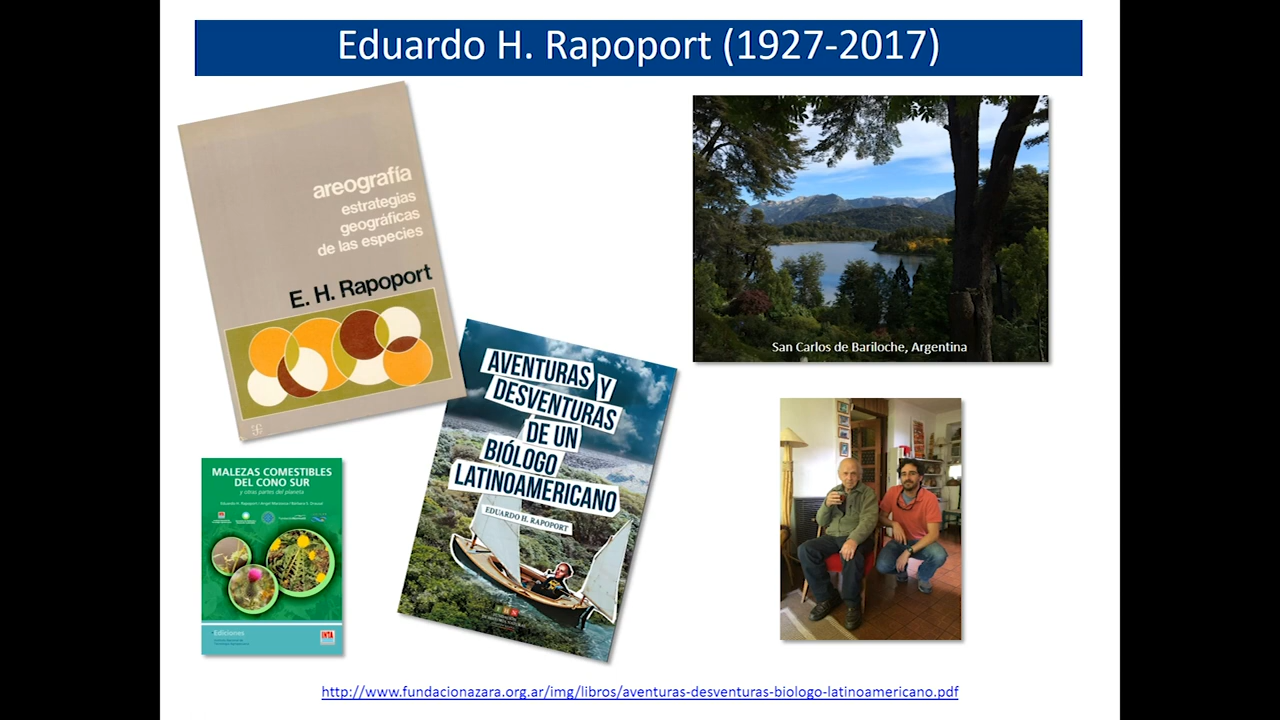 Eduardo H. Rapoport (1927-2017)
areografía
estrategias
geográficas
de las especies
E. H. Rapoport
San Carlos de Bariloche, Argentina
AVENTURAS Y
DESVENTURAS
DE UN
BIÓLOGO
LATINOAMERICANO
EDUARDO H. RAPOPORT
MALEZAS COMESTIBLES
DEL CONO SUR
y otras partes del planeta
Ediciones
INTA
http://www.fundacionazara.org.ar/img/libros/aventuras-desventuras-biologo-latinoamericano.pdf